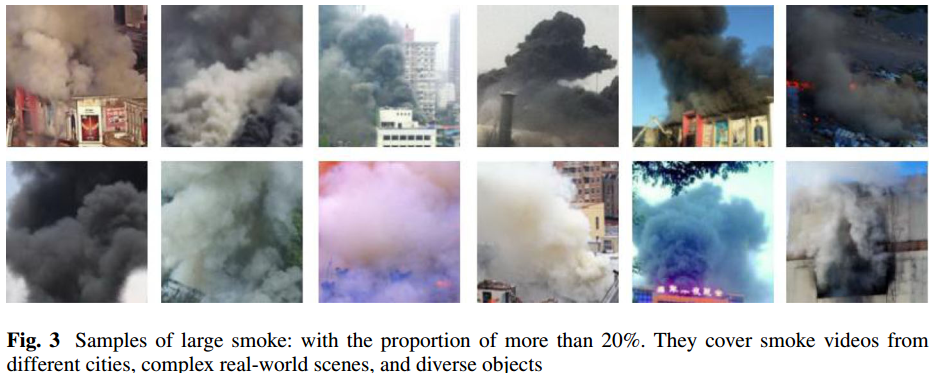 Fig. 3 Samples of large smoke: with the proportion of more than 20%. They cover smoke videos from
different cities, complex real-world scenes, and diverse objects